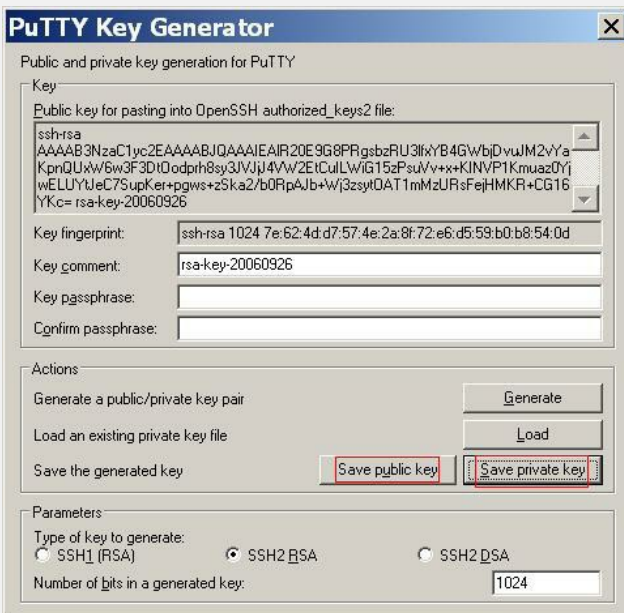 PuTTY Key Generator
Public and private key generation for PuTTY
Key
Public key for pasting into OpenSSH authorized_keys2 file:
ssh-rsa
AAAAB3NzaC1yc2EAAAABJQAAAIEAlR20E9G8PRgsbzRU3lfxYB4GWbjDvuJM2vYa
KpnQUxW6w3F3DtOodprh8sy3JVJjJ4VW2EtCulLWiG15zPsuVv+x+KlNVP1Kmuaz0Yj
wELUYtJeC7SupKer+pgws+zSka2/b0RpAJb+Wj3zsytOAT1mMzURsFejHMKR+CG16
YKc= rsa-key-20060926
Key fingerprint:
ssh-rsa 1024 7e:62:4d:d7:57:4e:2a:8f:72:e6:d5:59:b0:b8:54:0d
Key comment:
rsa-key-20060926
Key passphrase:
Confirm passphrase:
Actions
Generate a public/private key pair
Generate
Load an existing private key file
Load
Save the generated key
Save public key
Save private key
Parameters
Type of key to generate:
SSH1 (RSA)
SSH2 RSA
SSH2 DSA
Number of bits in a generated key:
1024